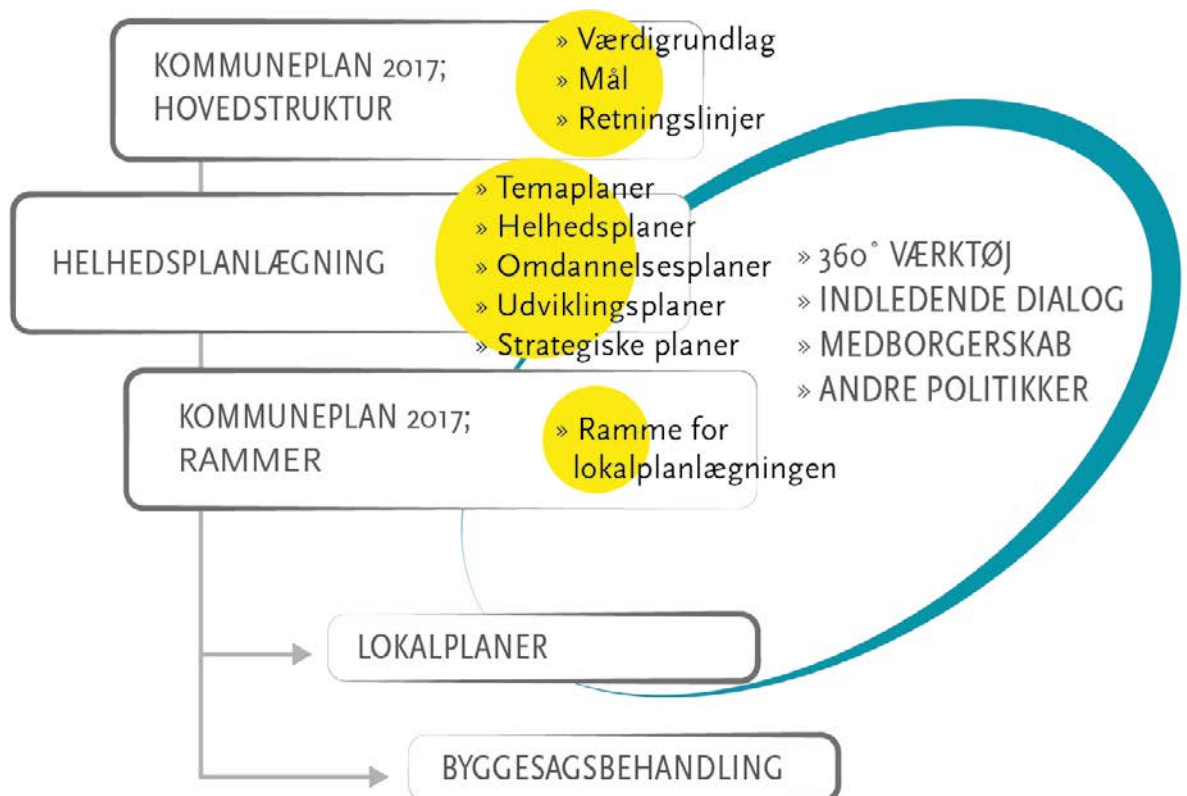 KOMMUNEPLAN 2017;
HOVEDSTRUKTUR
» Værdigrundlag
» Mål
» Retningslinjer
HELHEDSPLANLÆGNING
» Temaplaner
» Helhedsplaner
» Omdannelsesplaner
» Udviklingsplaner
» Strategiske planer
» 360° VÆRKTØJ
» INDLEDENDE DIALOG
» MEDBORGERSKAB
» ANDRE POLITIKKER
KOMMUNEPLAN 2017;
RAMMER
» Ramme for
lokalplanlægningen
LOKALPLANER
BYGGESAGSBEHANDLING